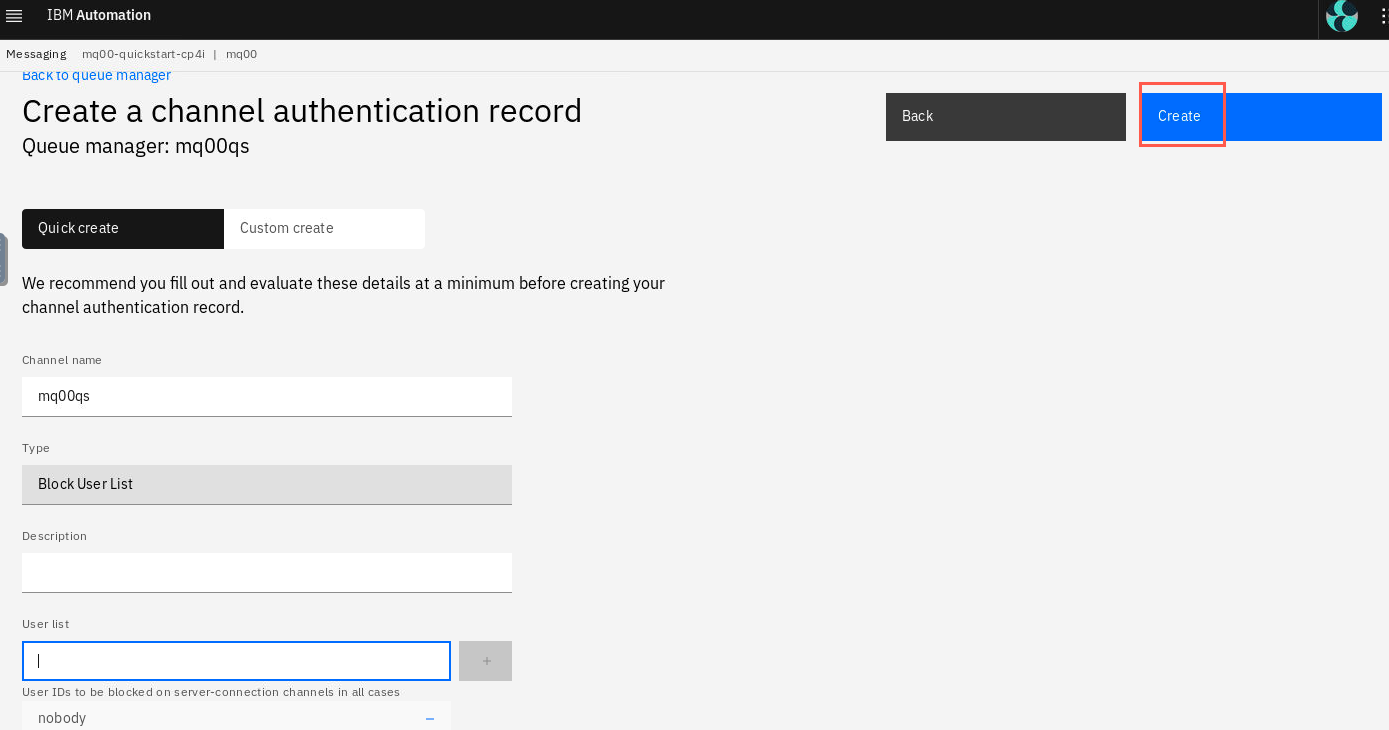 IBM Automation
Messaging mq00-quickstart-cp4i | mq00
Back to queue manager
Create a channel authentication record
Queue manager: mq00qs
Back
Create
Quick create
Custom create
We recommend you fill out and evaluate these details at a minimum before creating your
channel authentication record.
Channel name
mq00qs
Type
Block User List
Description
User list
+
User IDs to be blocked on server-connection channels in all cases
nobody